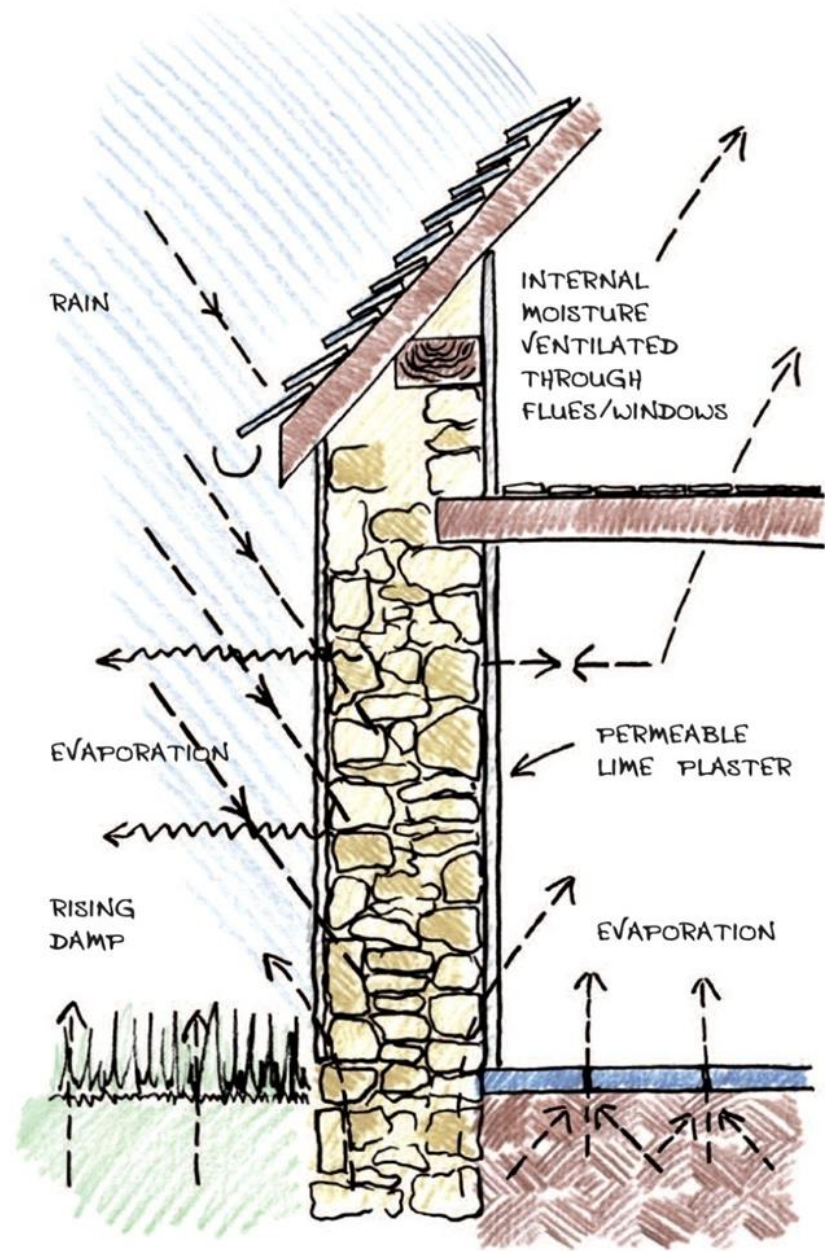 RAIN
INTERNAL
MOISTURE
VENTILATED
THROUGH
FLUES/WINDOWS
EVAPORATION
PERMEABLE
LIME PLASTER
RISING
DAMP
EVAPORATION